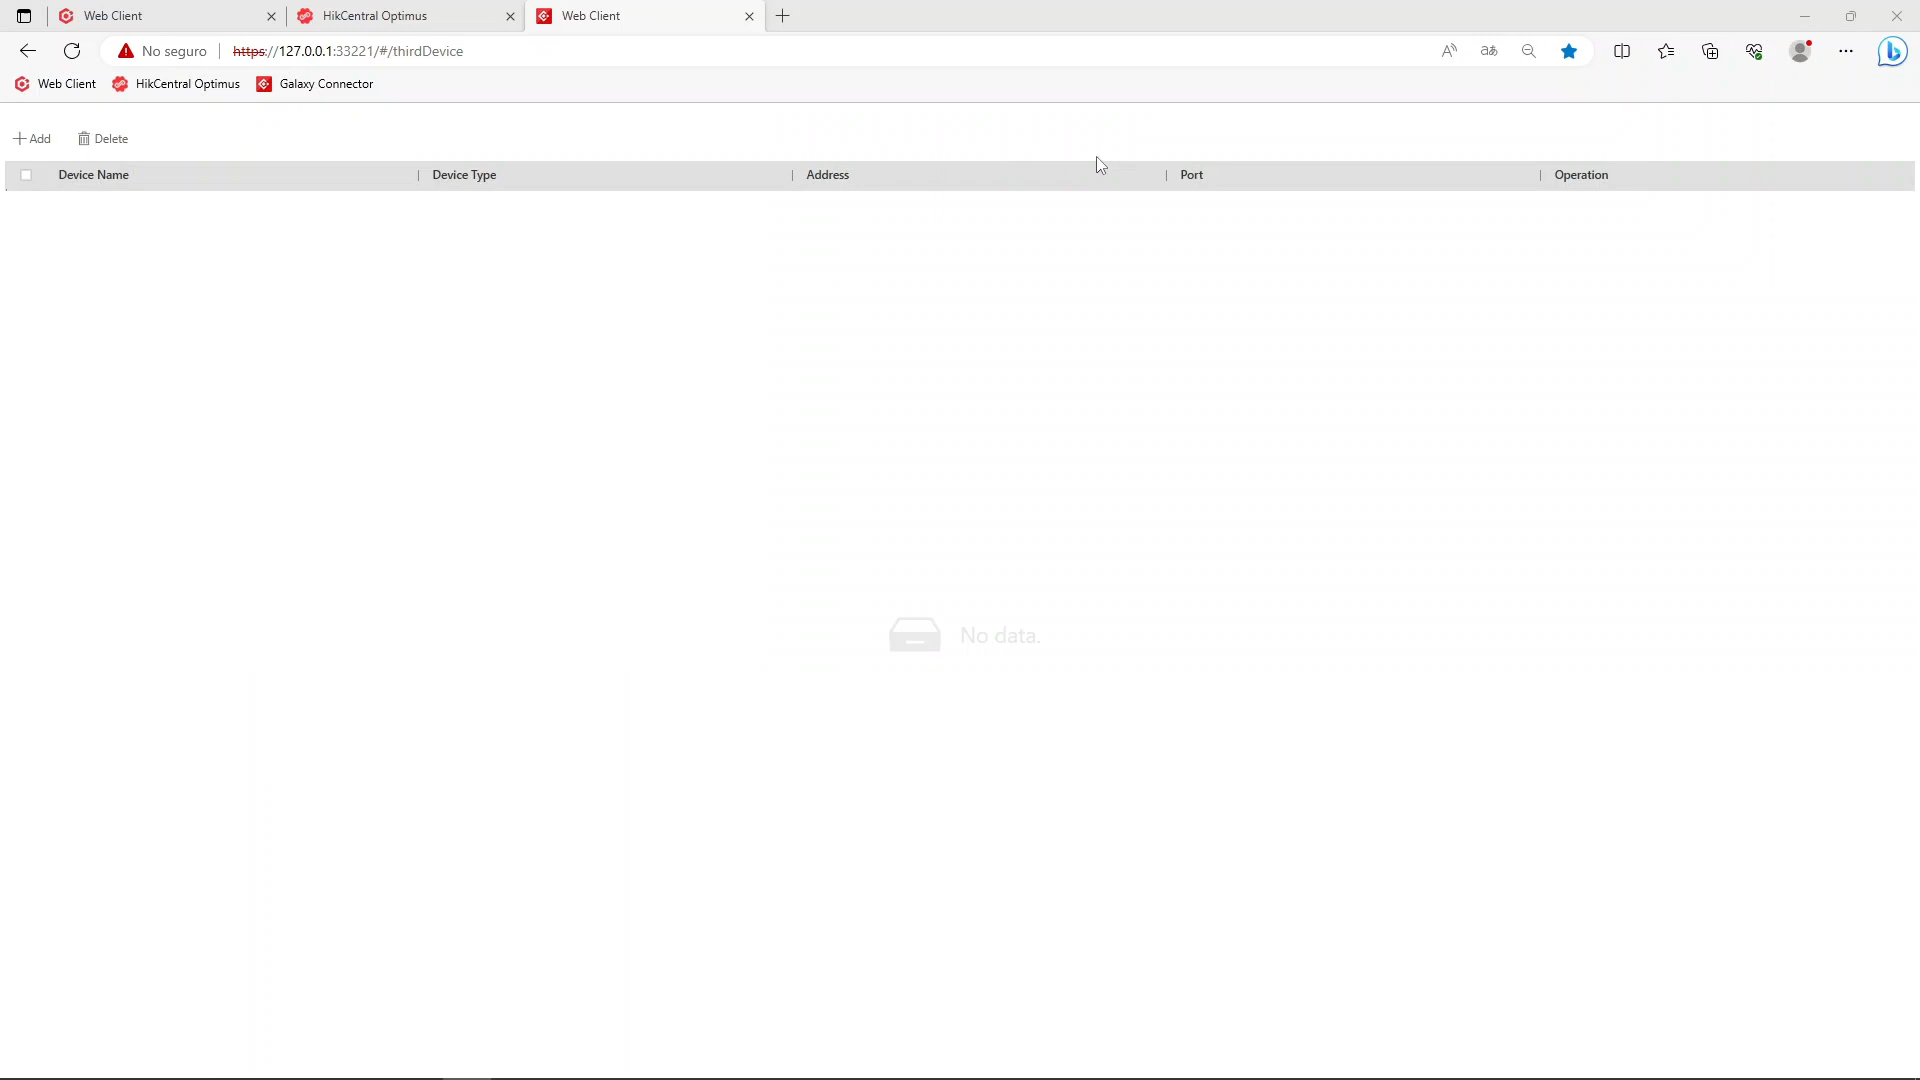 Web Client
HikCentral Optimus
Web Client
No seguro
https://127.0.0.1:33221/#/thirdDevice
Web Client
HikCentral Optimus
Galaxy Connector
Add
Delete
Device Name
Device Type
Address
Port
Operation
No data.